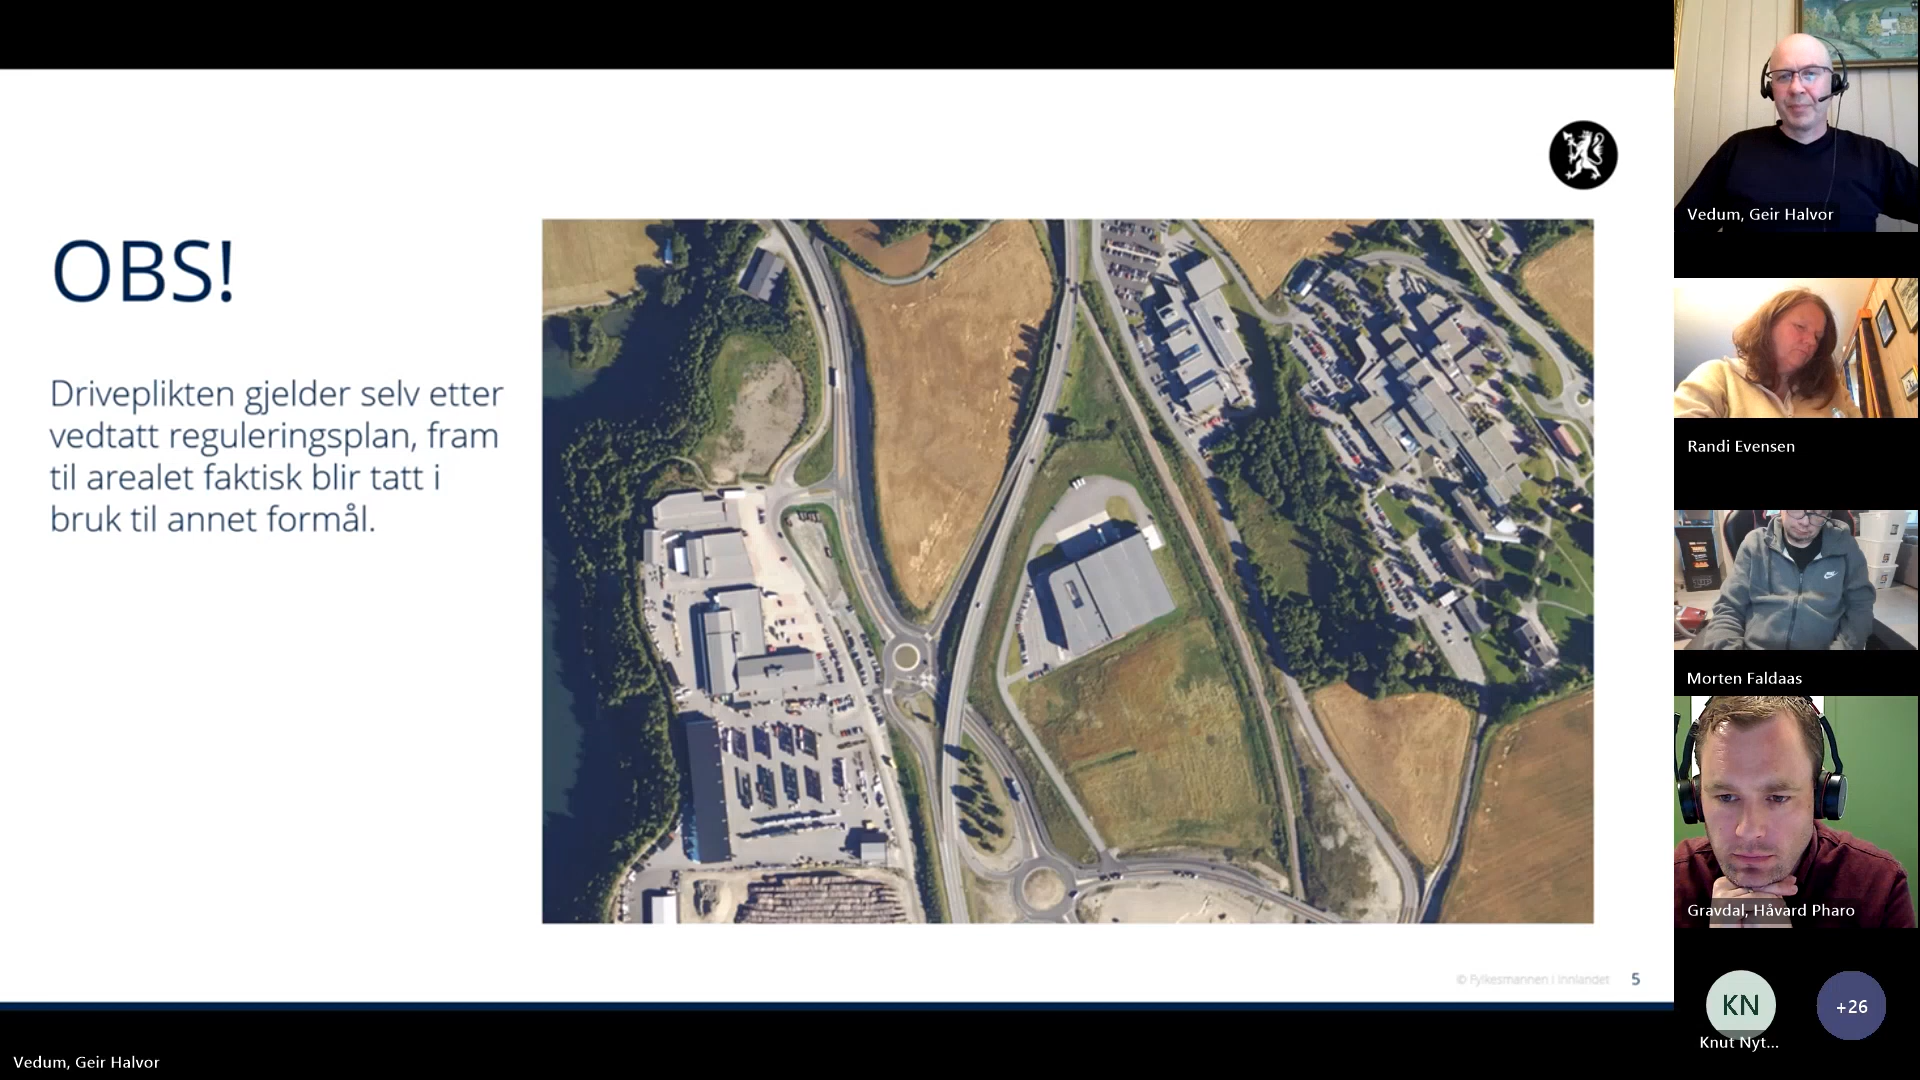 OBS!
Driveplikten gjelder selv etter
vedtatt reguleringsplan, fram
til arealet faktisk blir tatt i
bruk til annet formål.
© Fylkesmannen i Innlandet
5
Vedum, Geir Halvor
Vedum, Geir Halvor
Randi Evensen
Morten Faldaas
Gravdal, Håvard Pharo
KN
Knut Nyt...
+26